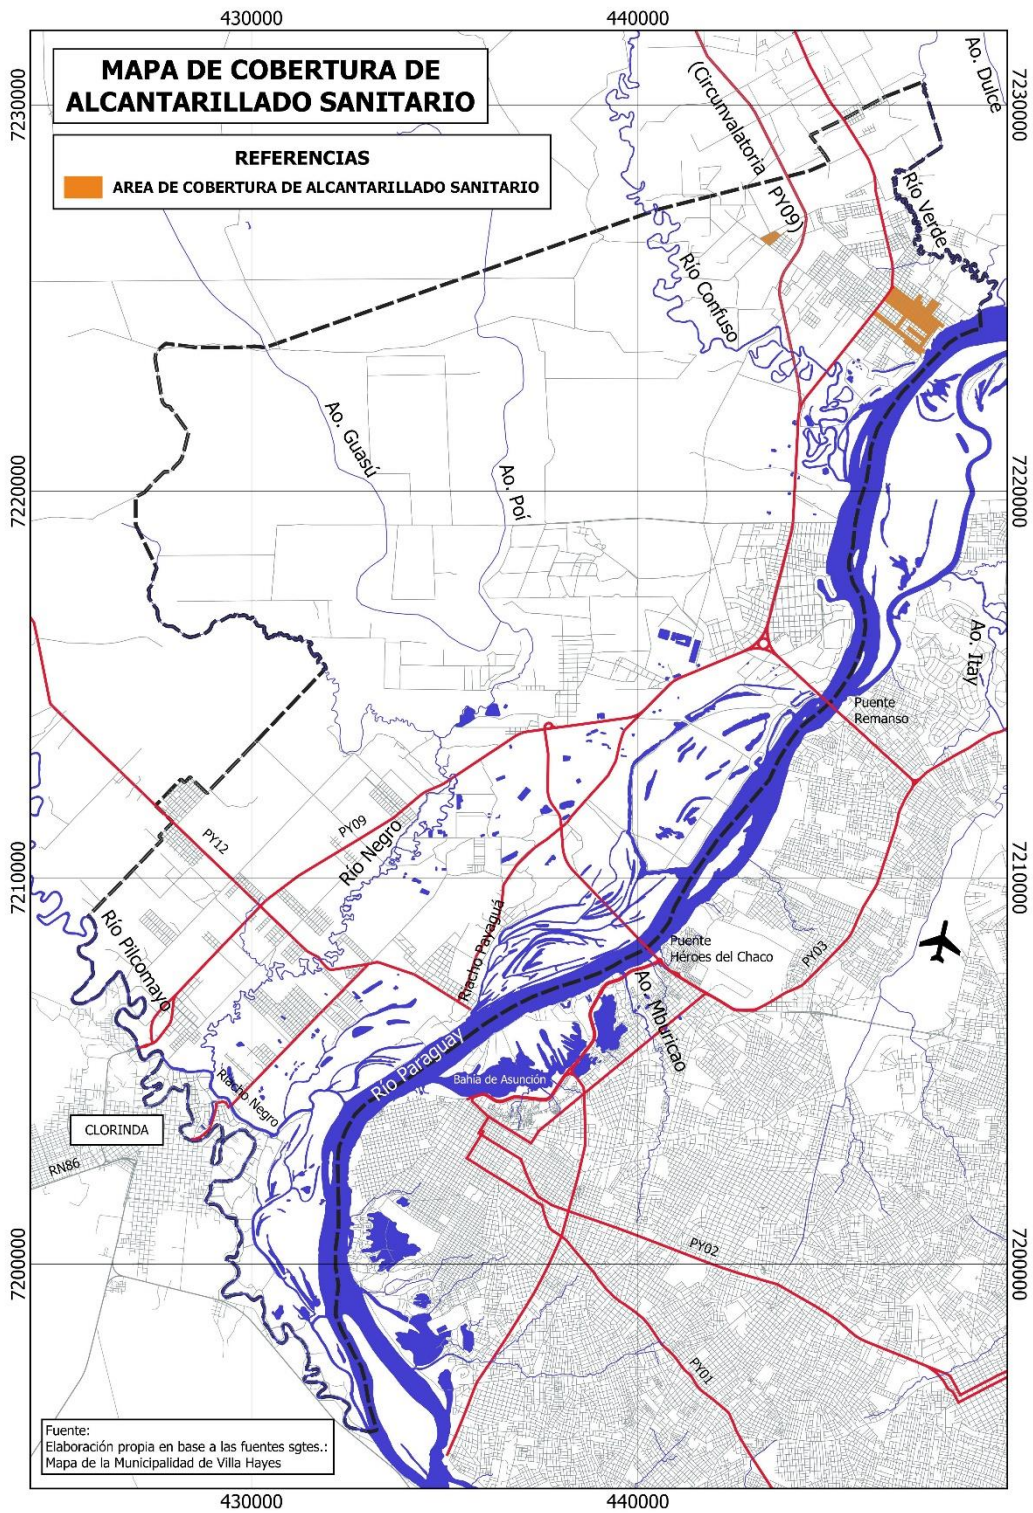 430000
440000
MAPA DE COBERTURA DE
ALCANTARILLADO SANITARIO
REFERENCIAS
AREA DE COBERTURA DE ALCANTARILLADO SANITARIO
7230000
7230000
Ao. Dulce
(Circunvalatoria PY09)
Río Verde
Río Confuso
Ao. Guasú
Ao. Poí
7220000
7220000
Ao. Itay
Puente
Remanso
PY12
PY09
Río Negro
7210000
7210000
Río Pilcomayo
Riacho Payaguá
Puente
Héroes del Chaco
PY03
Ao. Mburicao
Río Paraguay
Bahía de Asunción
Riacho Negro
CLORINDA
RN86
PY02
7200000
7200000
PY01
Fuente:
Elaboración propia en base a las fuentes sgtes.:
Mapa de la Municipalidad de Villa Hayes
430000
440000